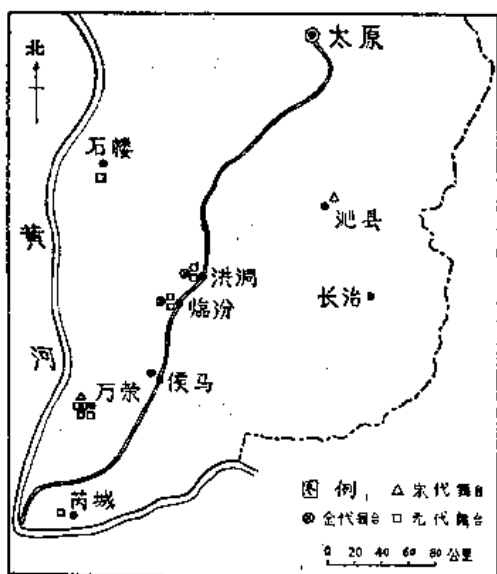 太原
北
石楼
沁县
黄
洪洞
长治
临汾
河
侯马
万荣
芮城
图例 △宋代舞台
金代舞台 □元代舞台
0 20 40 60 80 公里